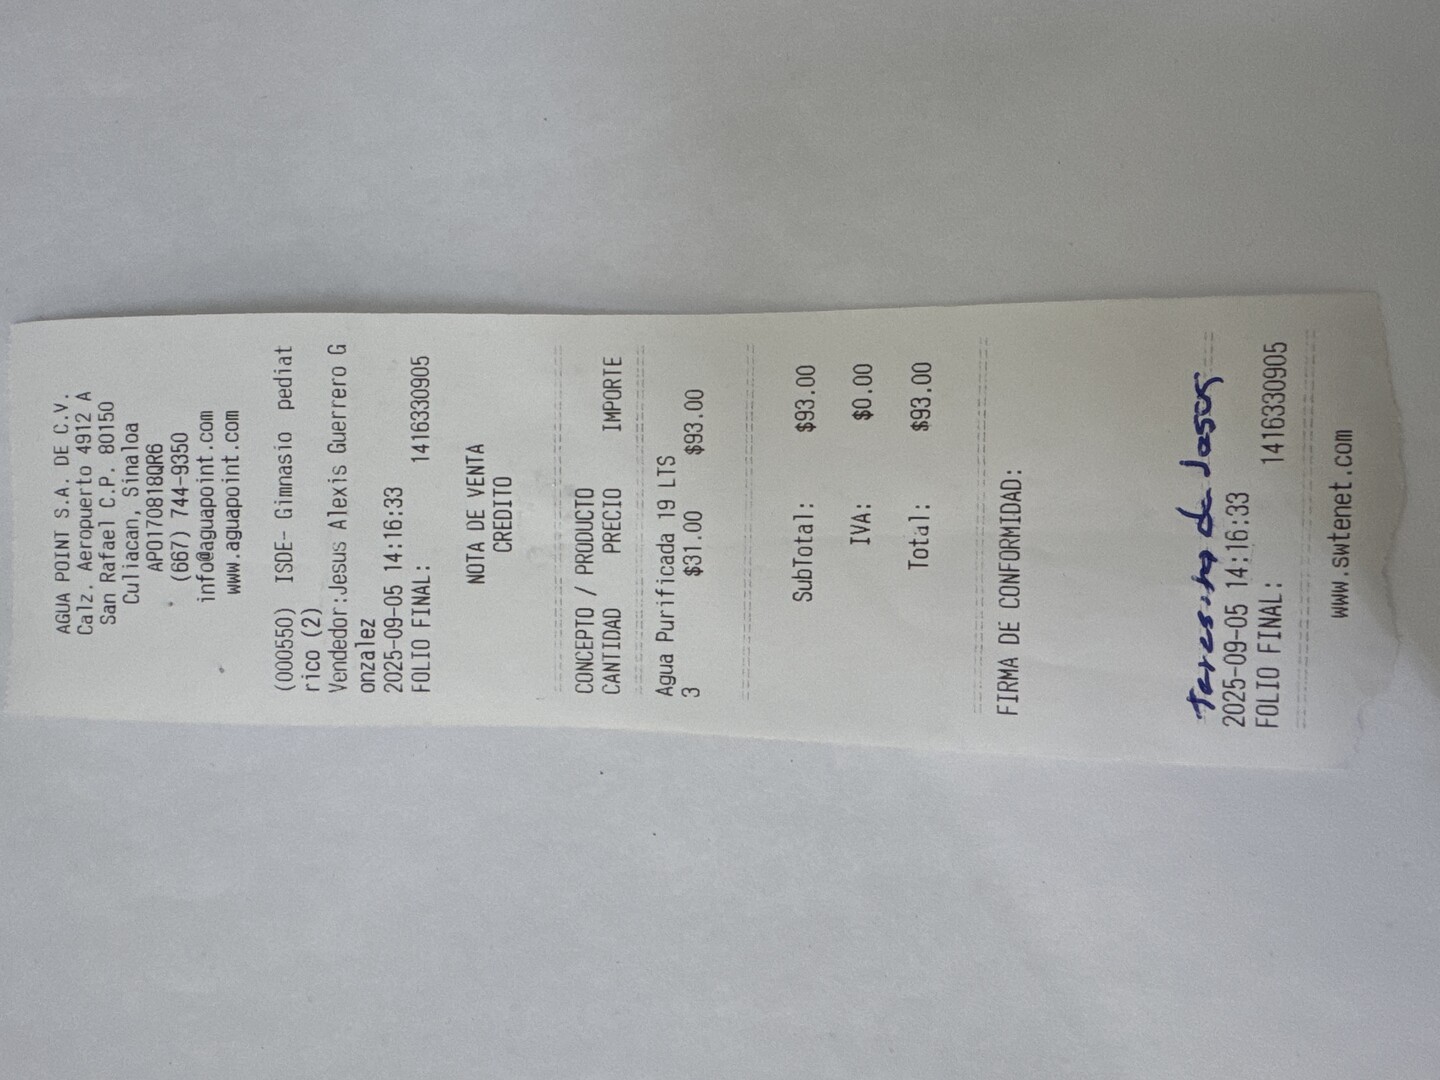 AGUA POINT S.A. DE C.V.
Calz. Aeropuerto 4912 A
San Rafael C.P. 80150
Culiacan, Sinaloa
APO170818QR6
(667) 744-9350
info@aguapoint.com
www.aguapoint.com
(000550) ISDE- Gimnasio pediat
rico (2)
Vendedor:Jesus Alexis Guerrero G
onzalez
2025-09-05 14:16:33
FOLIO FINAL: 1416330905
NOTA DE VENTA
CREDITO
CONCEPTO / PRODUCTO
CANTIDAD PRECIO IMPORTE
Agua Purificada 19 LTS
3 $31.00 $93.00
SubTotal: $93.00
IVA: $0.00
Total: $93.00
FIRMA DE CONFORMIDAD:
de Jesus
2025-09-05 14:16:33
FOLIO FINAL: 1416330905
www.swtenet.com